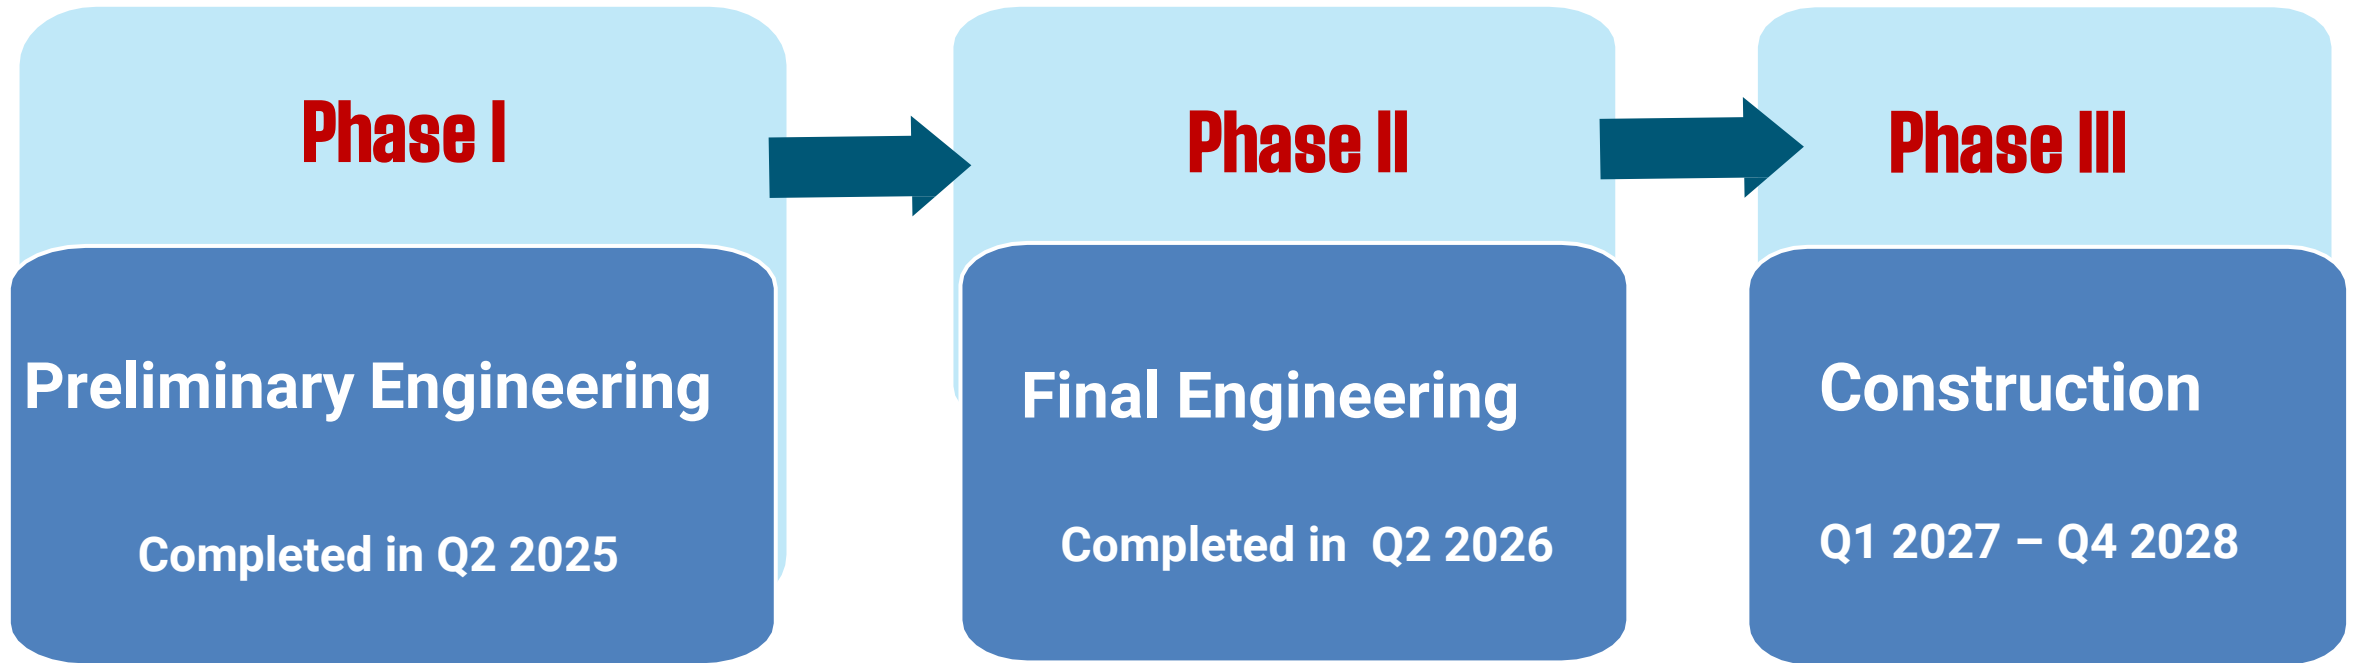 Phase I
Preliminary Engineering
Completed in Q2 2025
Phase II
Final Engineering
Completed in Q2 2026
Phase III
Construction
Q1 2027 – Q4 2028